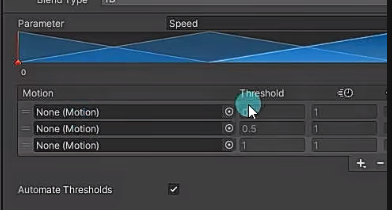 Blend Type 1D
Parameter Speed
0
Motion Threshold
None (Motion) 1
None (Motion) 0.5 1
None (Motion) 1 1
+ -
Automate Thresholds